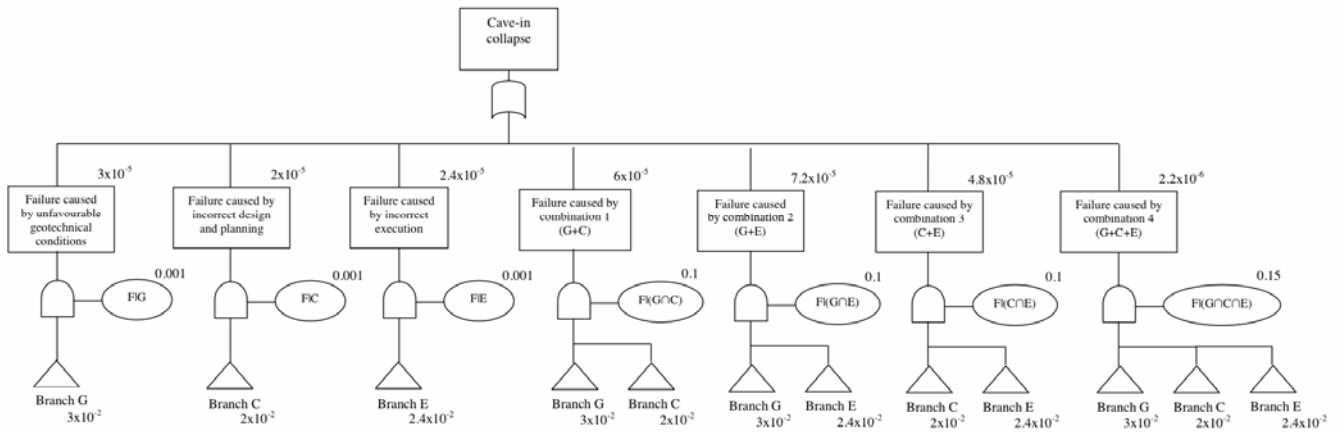 Cave-in
collapse
3x10⁻⁵
2x10⁻⁵
2.4x10⁻⁵
6x10⁻⁵
7.2x10⁻⁵
4.8x10⁻⁵
2.2x10⁻⁶
Failure caused
by unfavourable
geotechnical
conditions
Failure caused by
incorrect design
and planning
Failure caused
by incorrect
execution
Failure caused by
combination 1
(G+C)
Failure caused
by combination 2
(G+E)
Failure caused by
combination 3
(C+E)
Failure caused by
combination 4
(G+C+E)
0.001
F|G
0.001
F|C
0.001
F|E
0.1
F|(G∩C)
0.1
F|(G∩E)
0.1
F|(C∩E)
0.15
F|(G∩C∩E)
Branch G
3x10⁻²
Branch C
2x10⁻²
Branch E
2.4x10⁻²
Branch G
3x10⁻²
Branch C
2x10⁻²
Branch G
3x10⁻²
Branch E
2.4x10⁻²
Branch C
2x10⁻²
Branch E
2.4x10⁻²
Branch G
3x10⁻²
Branch C
2x10⁻²
Branch E
2.4x10⁻²